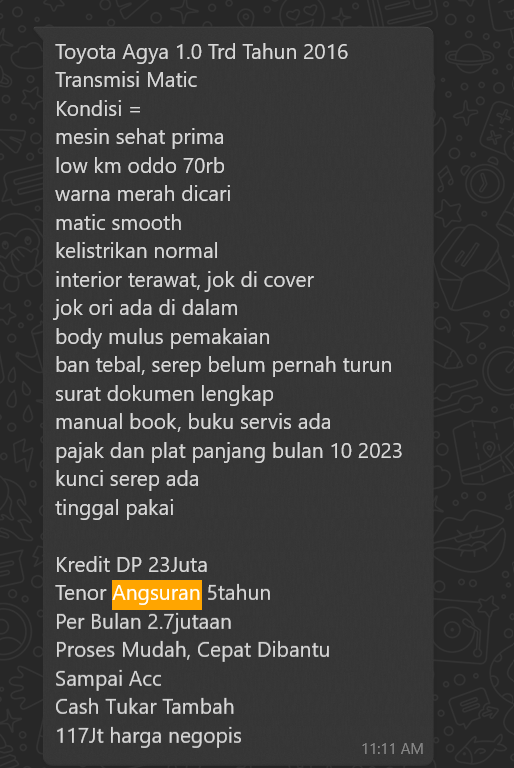 Toyota Agya 1.0 Trd Tahun 2016
Transmisi Matic
Kondisi =
mesin sehat prima
low km oddo 70rb
warna merah dicari
matic smooth
kelistrikan normal
interior terawat, jok di cover
jok ori ada di dalam
body mulus pemakaian
ban tebal, serep belum pernah turun
surat dokumen lengkap
manual book, buku servis ada
pajak dan plat panjang bulan 10 2023
kunci serep ada
tinggal pakai
Kredit DP 23Juta
Tenor Angsuran 5tahun
Per Bulan 2.7jutaan
Proses Mudah, Cepat Dibantu
Sampai Acc
Cash Tukar Tambah
117Jt harga negopis
11:11 AM